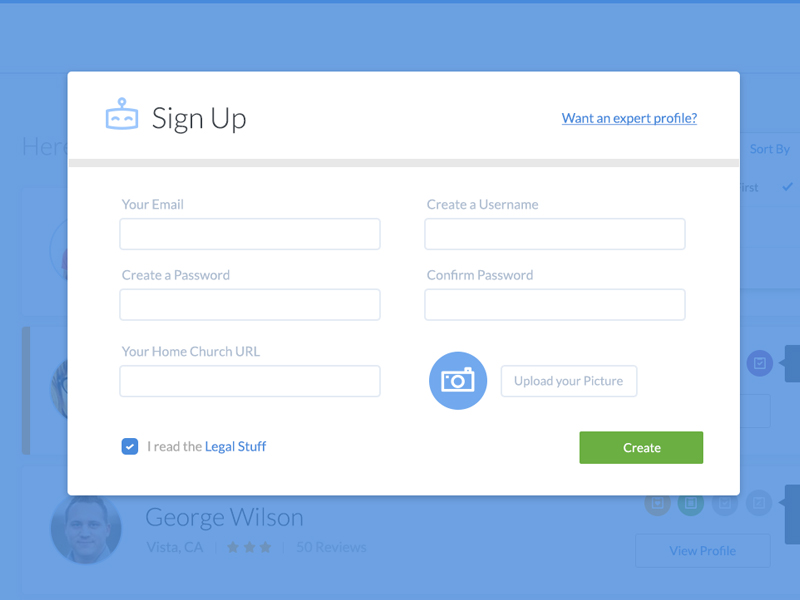 Here
Sign Up
Want an expert profile?
Sort By
Your Email
Create a Username
Create a Password
Confirm Password
Your Home Church URL
Upload your Picture
I read the Legal Stuff
Create
George Wilson
Vista, CA
50 Reviews
View Profile